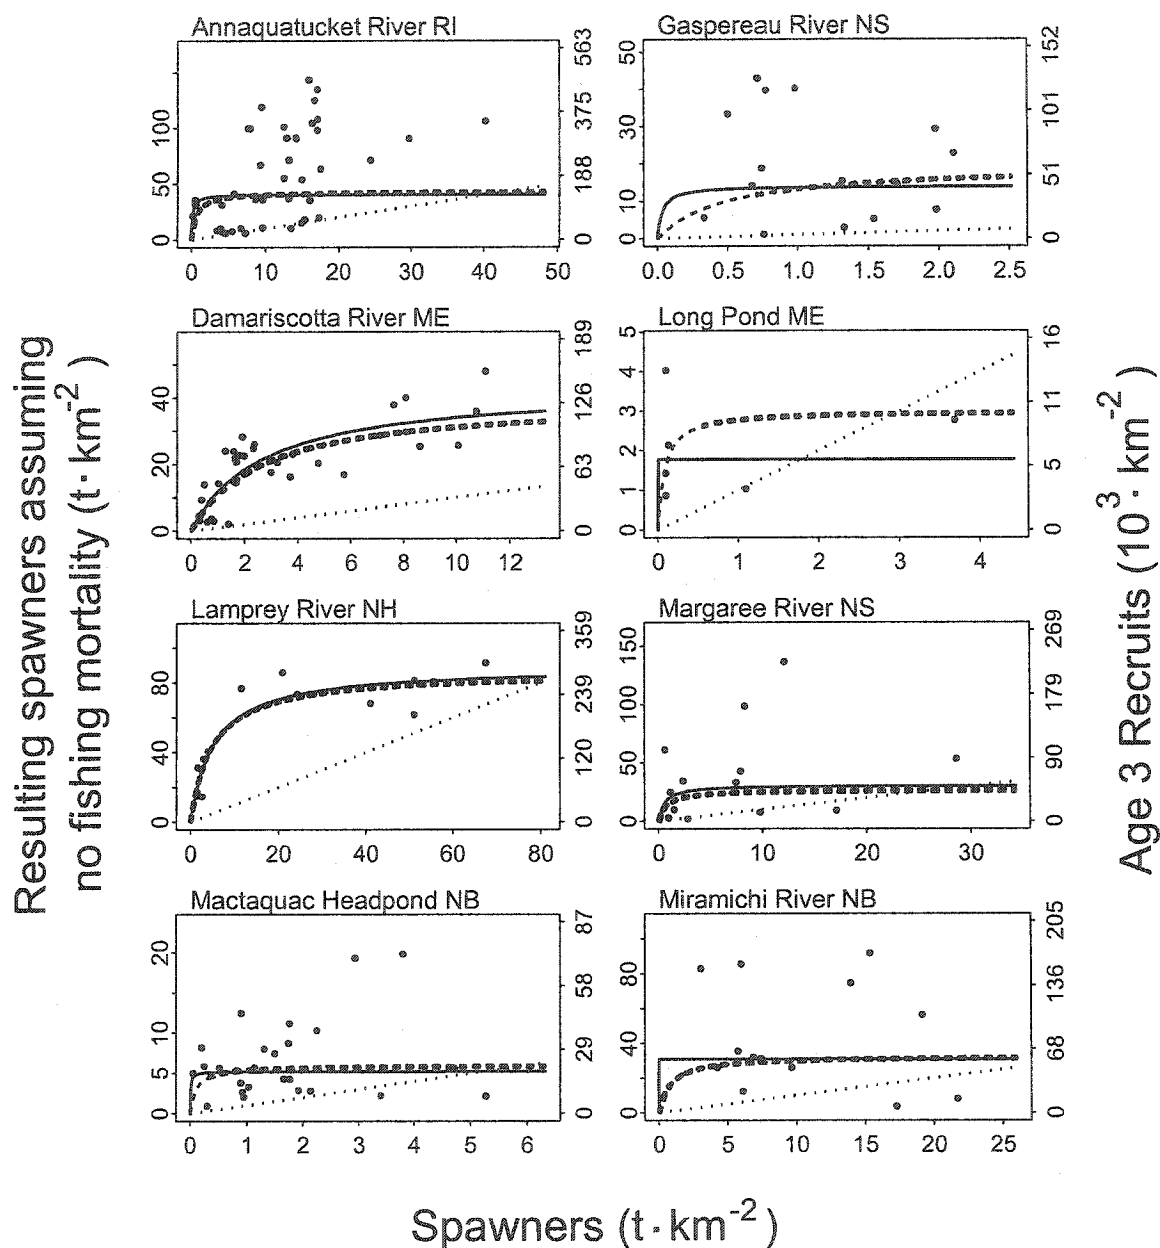 Resulting spawners assuming
no fishing mortality (t· km-2)
Annaquatucket River RI
0 50 100
0 188 375 563
0 10 20 30 40 50
Gaspereau River NS
0 10 30 50
0 51 101 152
0.0 0.5 1.0 1.5 2.0 2.5
Damariscotta River ME
0 20 40
0 63 126 189
0 2 4 6 8 10 12
Long Pond ME
0 1 2 3 4 5
0 5 10 16
0 1 2 3 4
Lamprey River NH
0 40 80
0 120 239 359
0 20 40 60 80
Margaree River NS
0 50 100 150
0 90 179 269
0 10 20 30
Mactaquac Headpond NB
0 5 10 20
0 29 58 87
0 1 2 3 4 5 6
Miramichi River NB
0 40 80
0 68 136 205
0 5 10 15 20 25
Age 3 Recruits (10³· km-2)
Spawners (t· km-2)